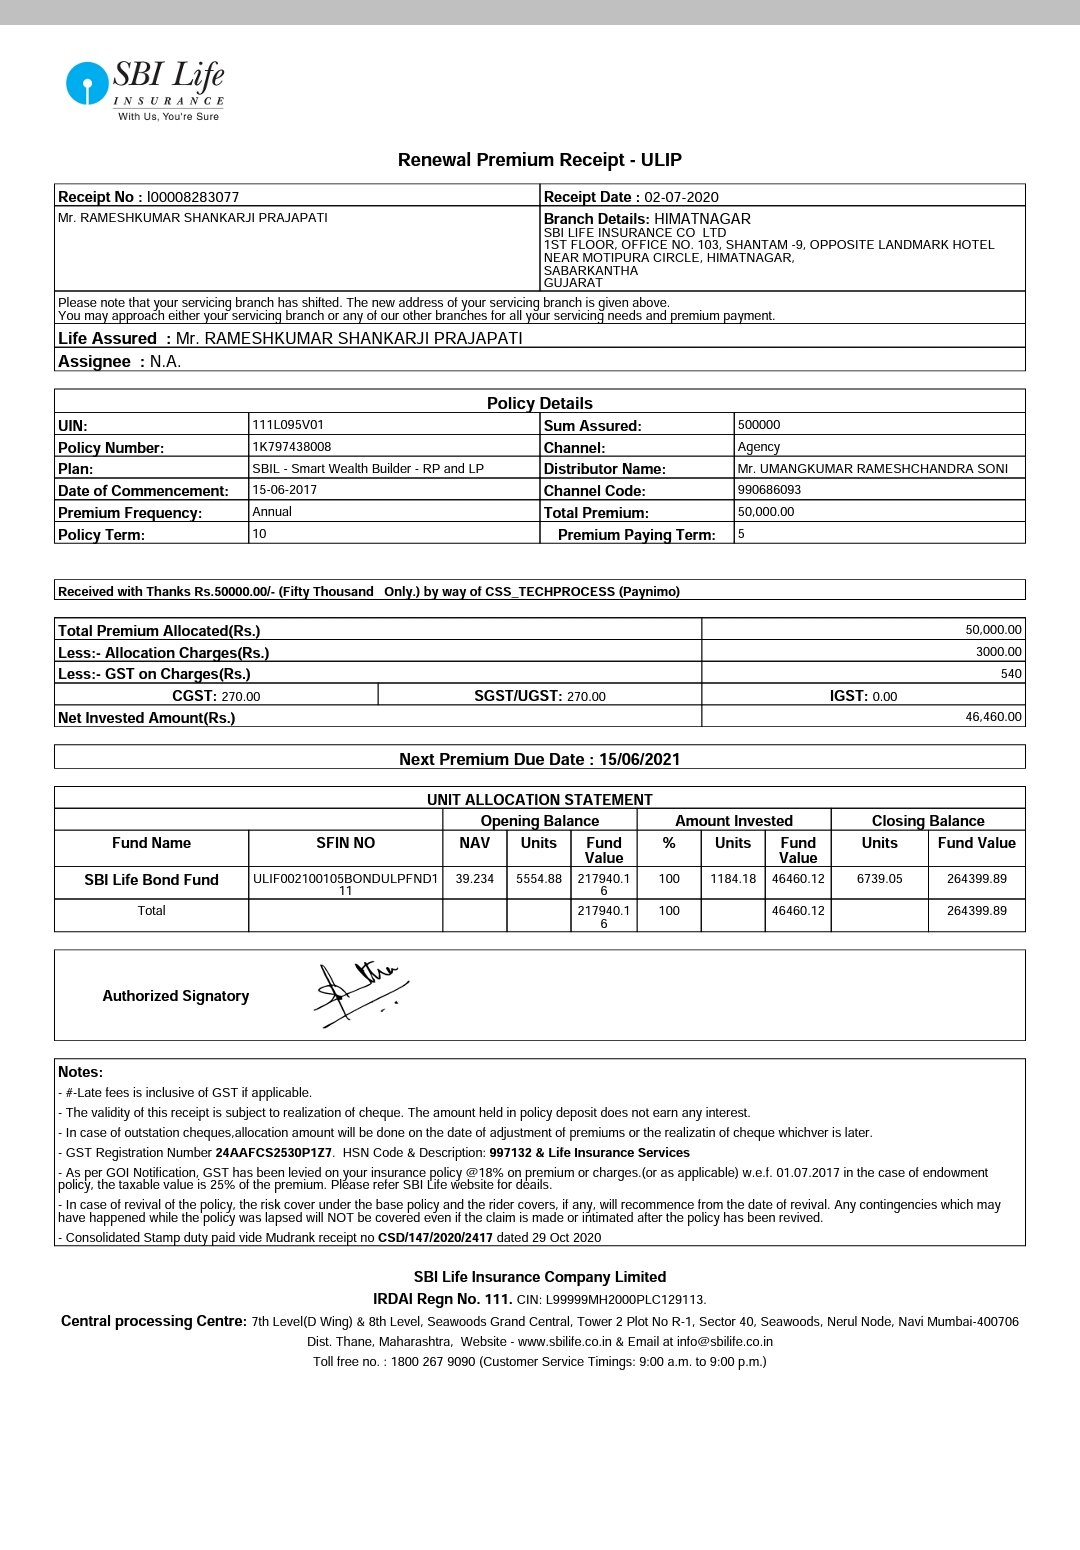 SBI Life
INSURANCE
With Us, You're Sure
Renewal Premium Receipt - ULIP
Receipt No : I00008283077
Receipt Date : 02-07-2020
Mr. RAMESHKUMAR SHANKARJI PRAJAPATI
Branch Details: HIMATNAGAR
SBI LIFE INSURANCE CO LTD
1ST FLOOR, OFFICE NO. 103, SHANTAM -9, OPPOSITE LANDMARK HOTEL
NEAR MOTIPURA CIRCLE, HIMATNAGAR,
SABARKANTHA
GUJARAT
Please note that your servicing branch has shifted. The new address of your servicing branch is given above.
You may approach either your servicing branch or any of our other branches for all your servicing needs and premium payment.
Life Assured : Mr. RAMESHKUMAR SHANKARJI PRAJAPATI
Assignee : N.A.
Policy Details
UIN: 111L095V01 Sum Assured: 500000
Policy Number: 1K797438008 Channel: Agency
Plan: SBIL - Smart Wealth Builder - RP and LP Distributor Name: Mr. UMANGKUMAR RAMESHCHANDRA SONI
Date of Commencement: 15-06-2017 Channel Code: 990686093
Premium Frequency: Annual Total Premium: 50,000.00
Policy Term: 10 Premium Paying Term: 5
Received with Thanks Rs.50000.00/- (Fifty Thousand Only.) by way of CSS_TECHPROCESS (Paynimo)
Total Premium Allocated(Rs.) 50,000.00
Less:- Allocation Charges(Rs.) 3000.00
Less:- GST on Charges(Rs.) 540
CGST: 270.00 SGST/UGST: 270.00 IGST: 0.00
Net Invested Amount(Rs.) 46,460.00
Next Premium Due Date : 15/06/2021
UNIT ALLOCATION STATEMENT
Opening Balance Amount Invested Closing Balance
Fund Name SFIN NO NAV Units Fund Value % Units Fund Value Units Fund Value
SBI Life Bond Fund ULIF002100105BONDULPFND111 39.234 5554.88 217940.16 100 1184.18 46460.12 6739.05 264399.89
Total 217940.16 100 46460.12 264399.89
Authorized Signatory
Notes:
- #-Late fees is inclusive of GST if applicable.
- The validity of this receipt is subject to realization of cheque. The amount held in policy deposit does not earn any interest.
- In case of outstation cheques,allocation amount will be done on the date of adjustment of premiums or the realizatin of cheque whichver is later.
- GST Registration Number 24AAFCS2530P1Z7. HSN Code & Description: 997132 & Life Insurance Services
- As per GOI Notification, GST has been levied on your insurance policy @18% on premium or charges.(or as applicable) w.e.f. 01.07.2017 in the case of endowment
policy, the taxable value is 25% of the premium. Please refer SBI Life website for deails.
- In case of revival of the policy, the risk cover under the base policy and the rider covers, if any, will recommence from the date of revival. Any contingencies which may
have happened while the policy was lapsed will NOT be covered even if the claim is made or intimated after the policy has been revived.
- Consolidated Stamp duty paid vide Mudrank receipt no CSD/147/2020/2417 dated 29 Oct 2020
SBI Life Insurance Company Limited
IRDAI Regn No. 111. CIN: L99999MH2000PLC129113.
Central processing Centre: 7th Level(D Wing) & 8th Level, Seawoods Grand Central, Tower 2 Plot No R-1, Sector 40, Seawoods, Nerul Node, Navi Mumbai-400706
Dist. Thane, Maharashtra, Website - www.sbilife.co.in & Email at info@sbilife.co.in
Toll free no. : 1800 267 9090 (Customer Service Timings: 9:00 a.m. to 9:00 p.m.)